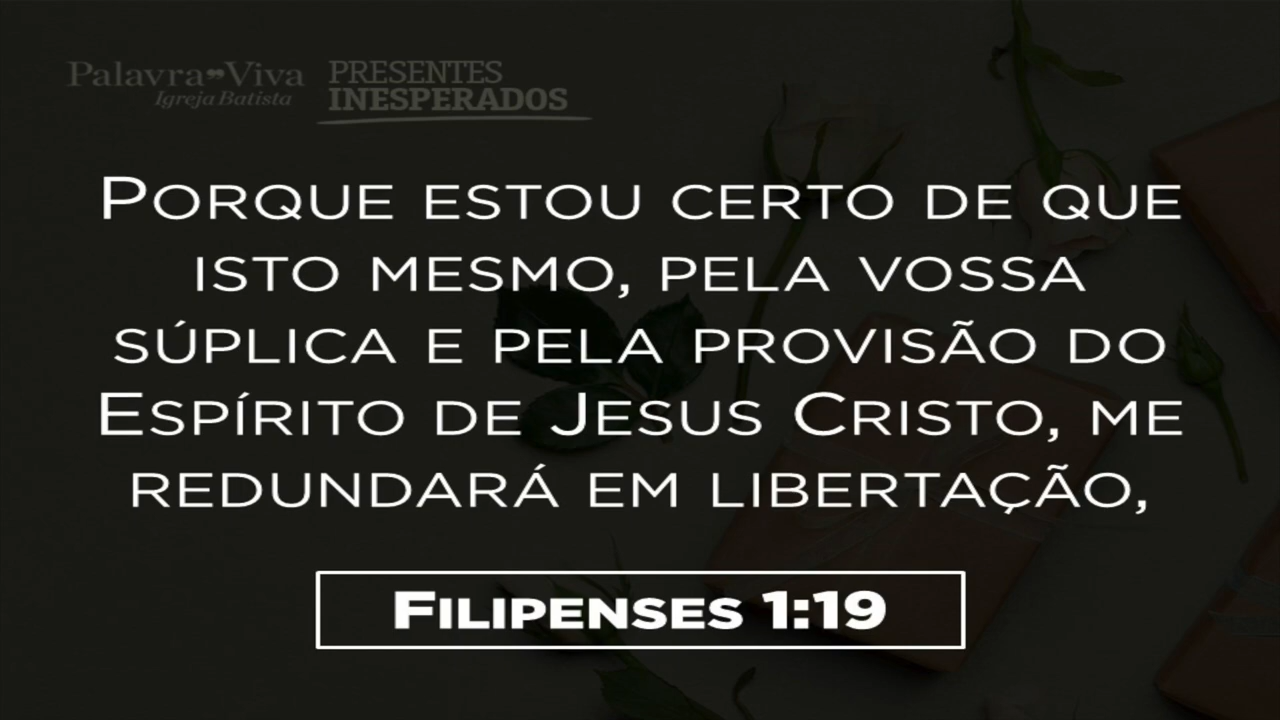 Palavra Viva
Igreja Batista
PRESENTES
INESPERADOS
PORQUE ESTOU CERTO DE QUE
ISTO MESMO, PELA VOSSA
SÚPLICA E PELA PROVISÃO DO
ESPÍRITO DE JESUS CRISTO, ME
REDUNDARÁ EM LIBERTAÇÃO,
FILIPENSES 1:19